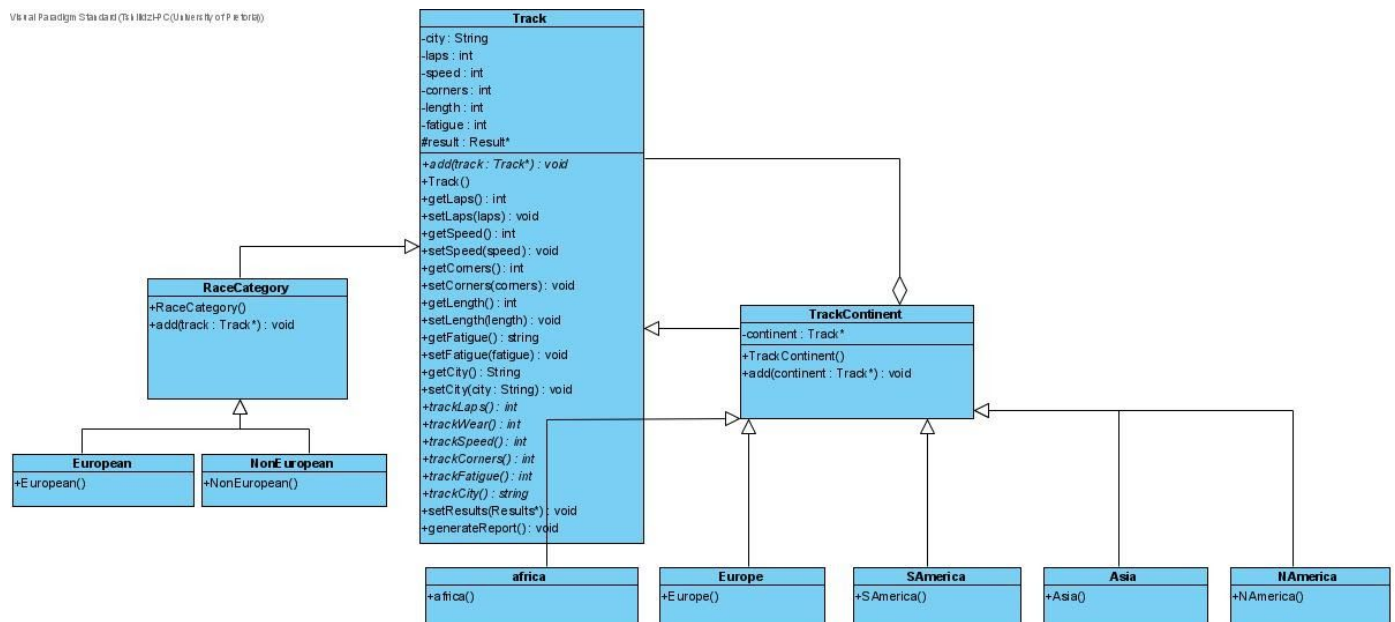 Visual Paradigm Standard(Tshilidzi-PC(University of Pretoria))
Track
-city : String
-laps : int
-speed : int
-corners : int
-length : int
-fatigue : int
#result : Result*
+add(track : Track*) : void
+Track()
+getLaps() : int
+setLaps(laps) : void
+getSpeed() : int
+setSpeed(speed) : void
+getCorners() : int
+setCorners(corners) : void
+getLength() : int
+setLength(length) : void
+getFatigue() : string
+setFatigue(fatigue) : void
+getCity() : String
+setCity(city : String) : void
+trackLaps() : int
+trackWear() : int
+trackSpeed() : int
+trackCorners() : int
+trackFatigue() : int
+trackCity() : string
+setResults(Results*) : void
+generateReport() : void
RaceCategory
+RaceCategory()
+add(track : Track*) : void
European
+European()
NonEuropean
+NonEuropean()
TrackContinent
-continent : Track*
+TrackContinent()
+add(continent : Track*) : void
africa
+africa()
Europe
+Europe()
SAmerica
+SAmerica()
Asia
+Asia()
NAmerica
+NAmerica()